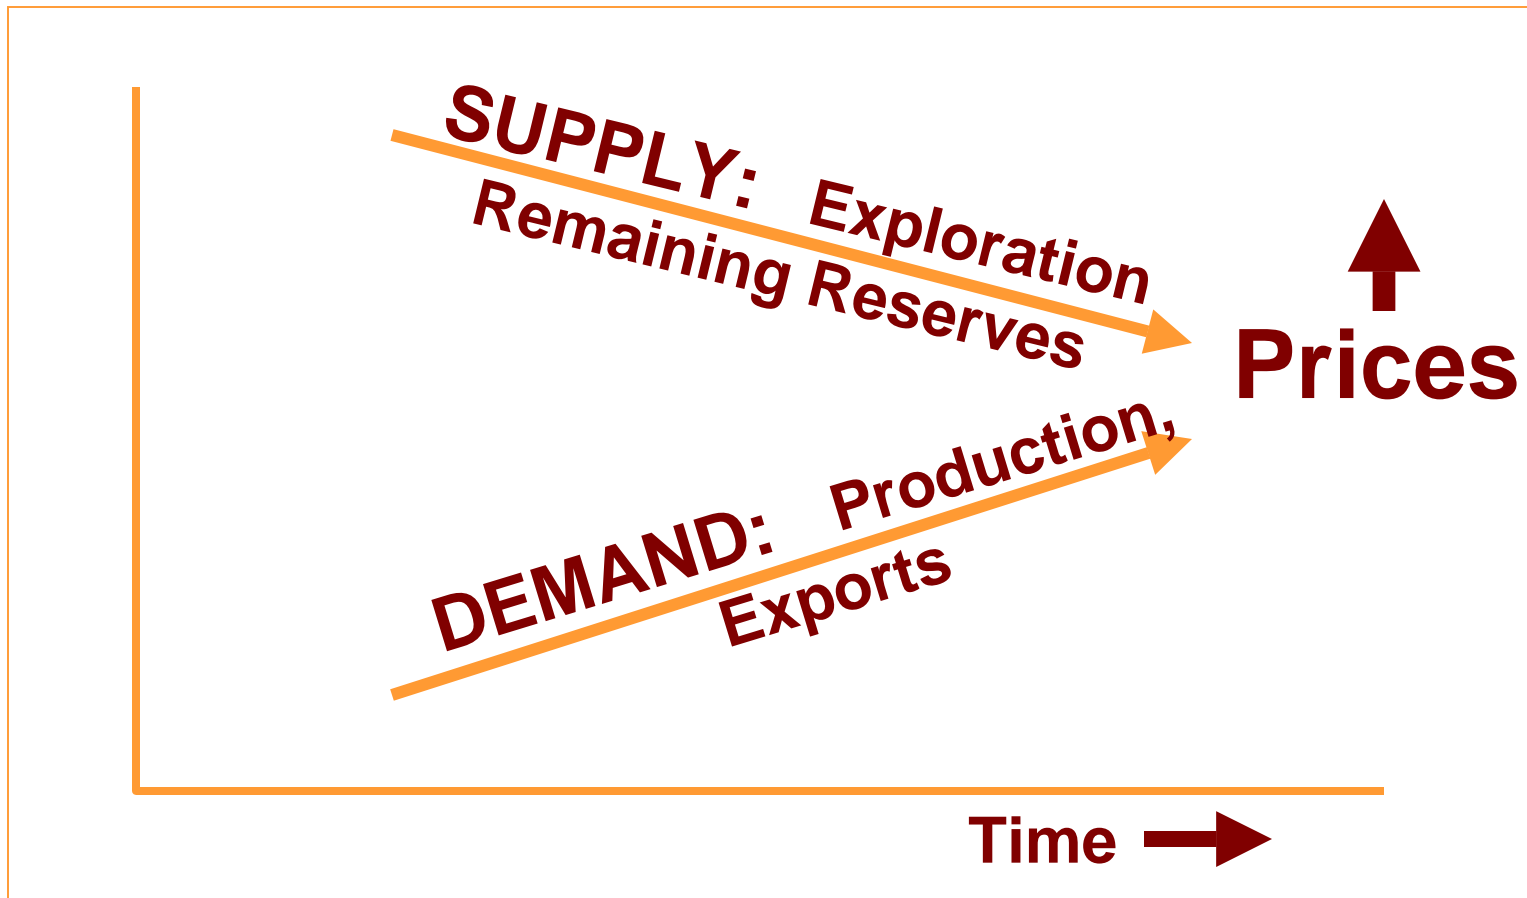 SUPPLY: Exploration
Remaining Reserves
Prices
DEMAND: Production,
Exports
Time